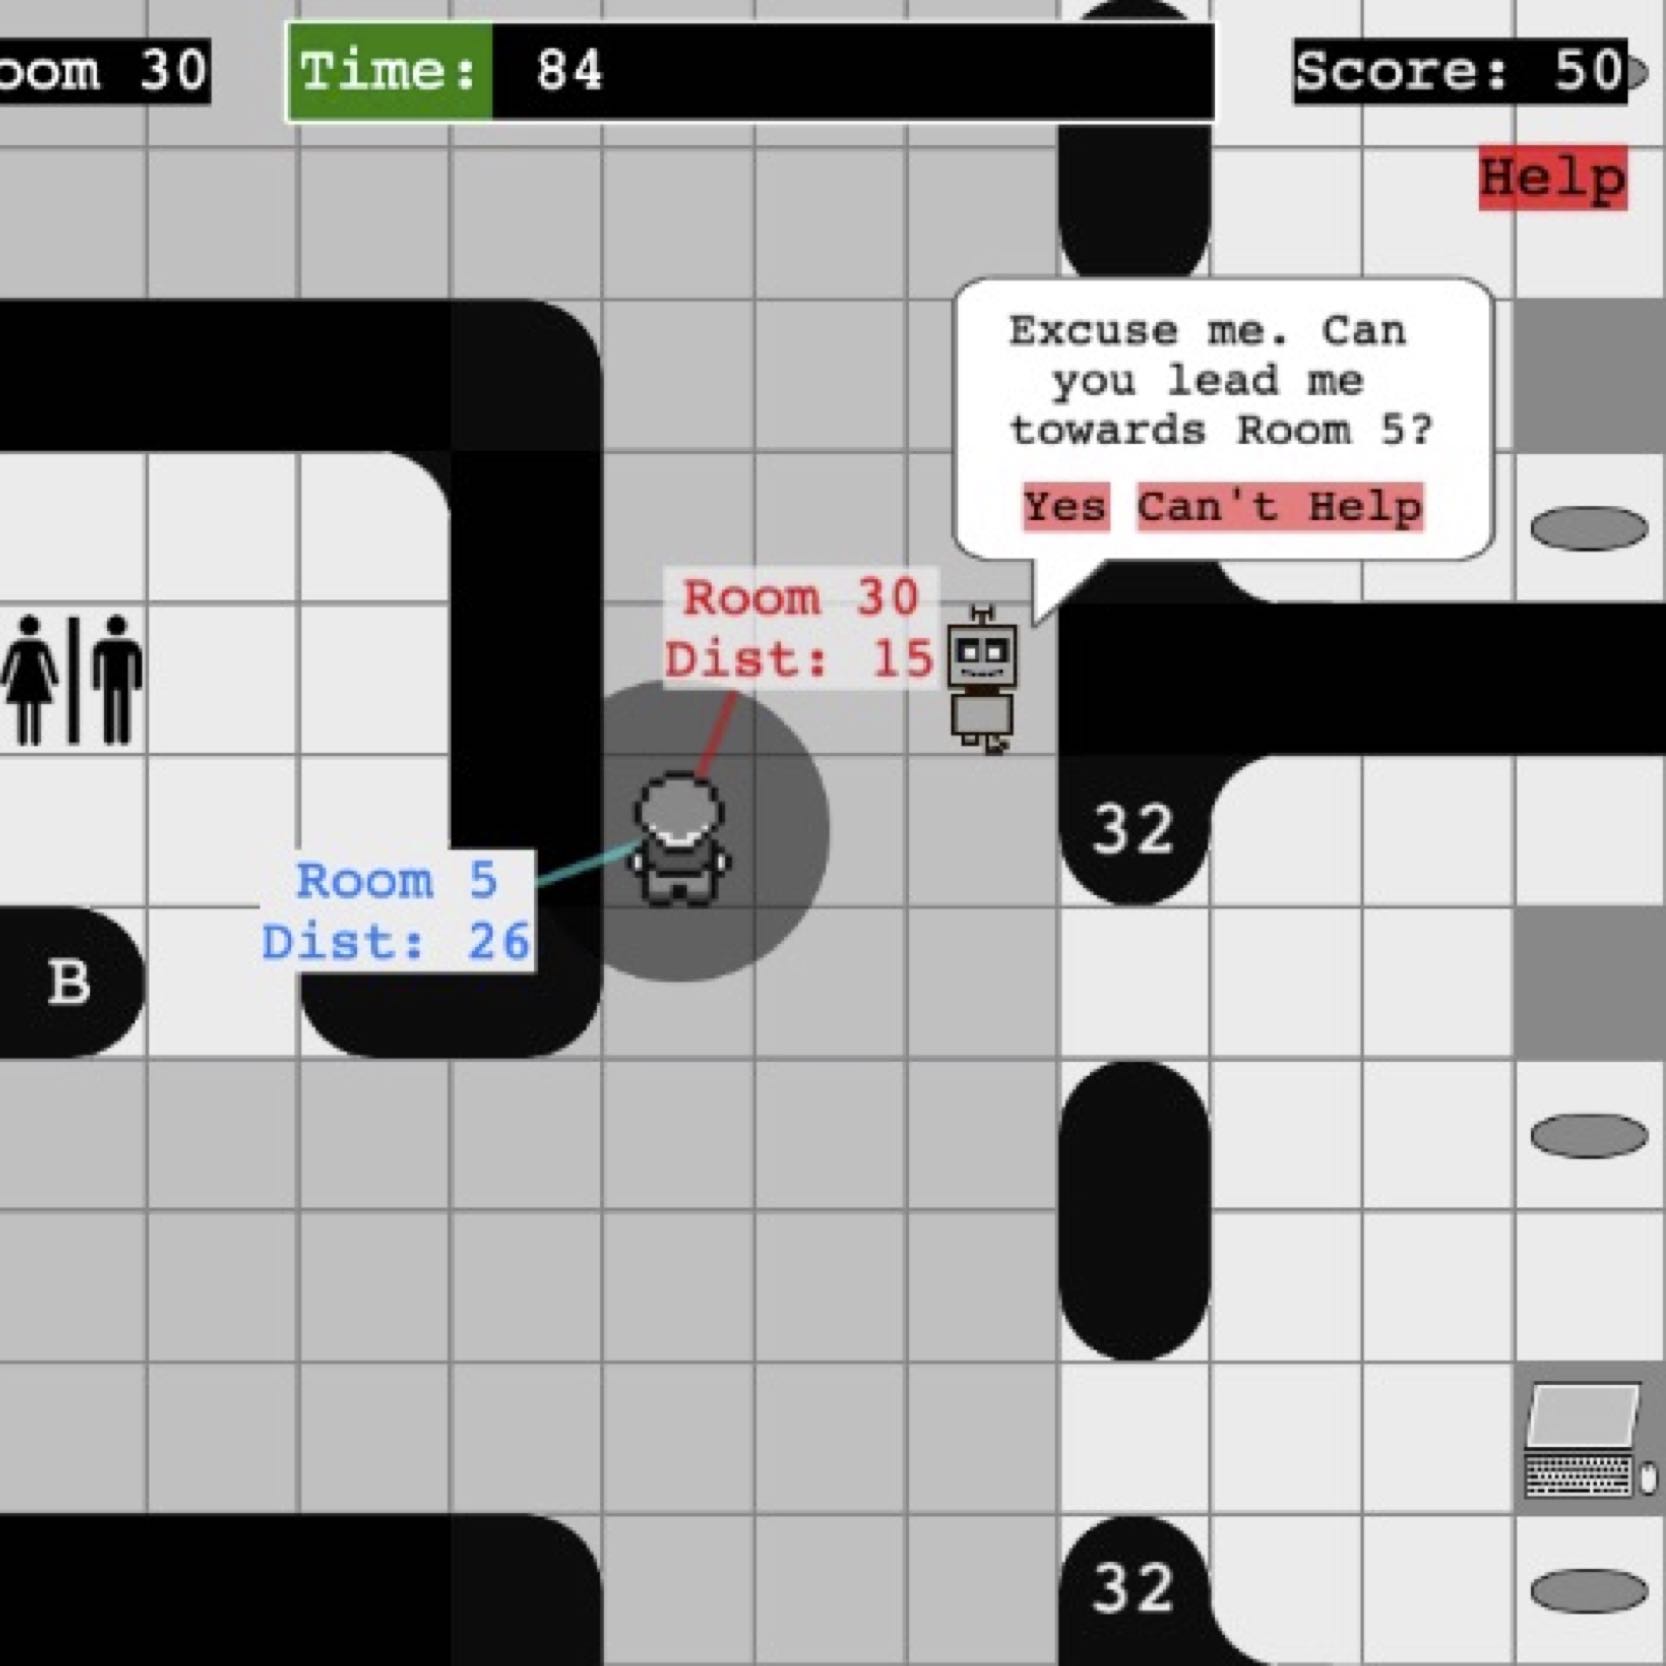 oom 30
Time: 84
Score: 50
Help
Excuse me. Can
you lead me
towards Room 5?
Yes Can't Help
Room 30
Dist: 15
32
Room 5
Dist: 26
B
32